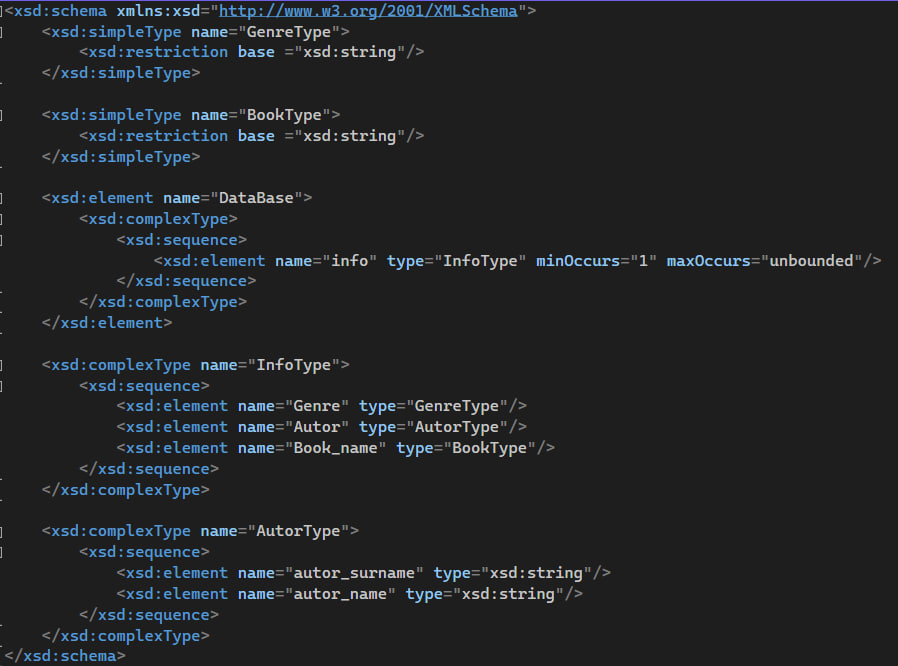 <xsd:schema xmlns:xsd="http://www.w3.org/2001/XMLSchema">
    <xsd:simpleType name="GenreType">
        <xsd:restriction base ="xsd:string"/>
    </xsd:simpleType>

    <xsd:simpleType name="BookType">
        <xsd:restriction base ="xsd:string"/>
    </xsd:simpleType>

    <xsd:element name="DataBase">
        <xsd:complexType>
            <xsd:sequence>
                <xsd:element name="info" type="InfoType" minOccurs="1" maxOccurs="unbounded"/>
            </xsd:sequence>
        </xsd:complexType>
    </xsd:element>

    <xsd:complexType name="InfoType">
        <xsd:sequence>
            <xsd:element name="Genre" type="GenreType"/>
            <xsd:element name="Autor" type="AutorType"/>
            <xsd:element name="Book_name" type="BookType"/>
        </xsd:sequence>
    </xsd:complexType>

    <xsd:complexType name="AutorType">
        <xsd:sequence>
            <xsd:element name="autor_surname" type="xsd:string"/>
            <xsd:element name="autor_name" type="xsd:string"/>
        </xsd:sequence>
    </xsd:complexType>
</xsd:schema>